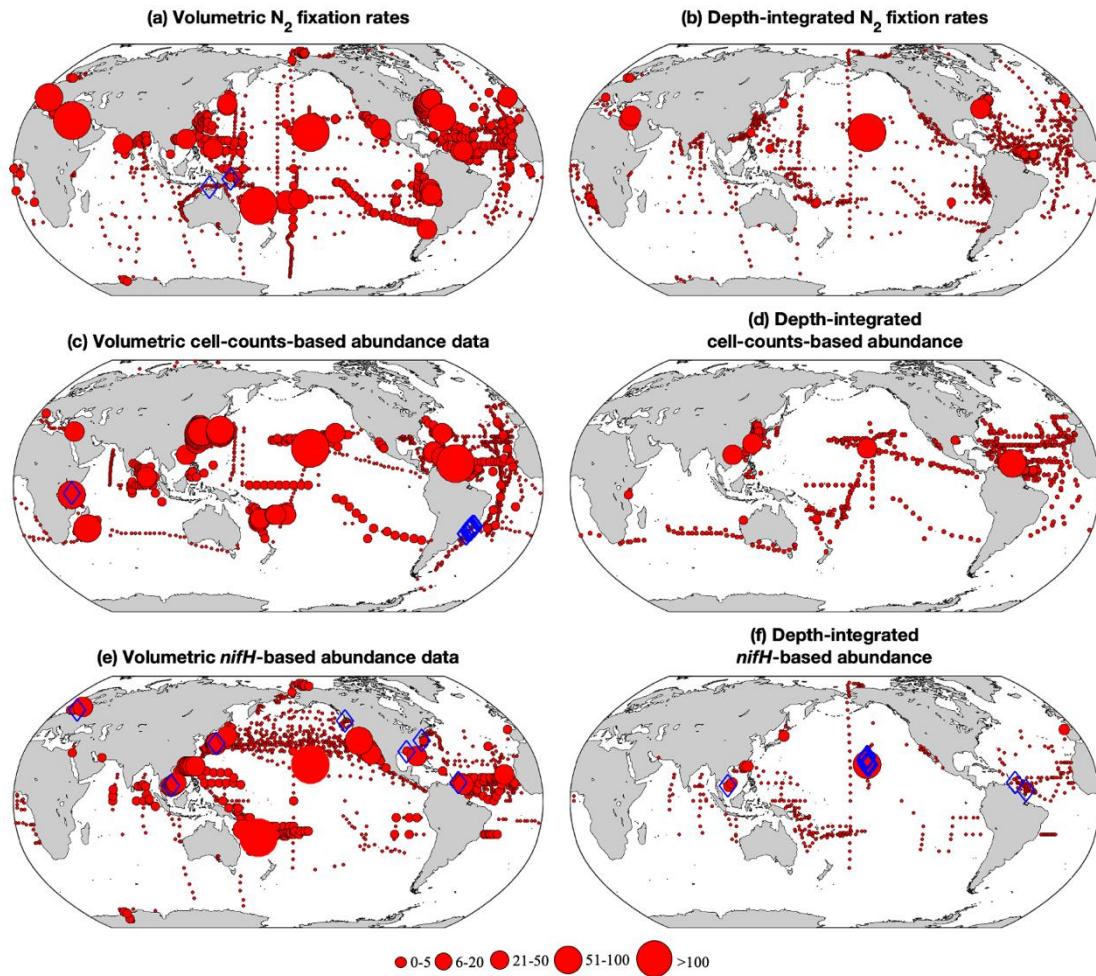 (a) Volumetric N₂ fixation rates
(b) Depth-integrated N₂ fixtion rates
(c) Volumetric cell-counts-based abundance data
(d) Depth-integrated
cell-counts-based abundance
(e) Volumetric nifH-based abundance data
(f) Depth-integrated
nifH-based abundance
0-5 6-20 21-50 51-100 >100